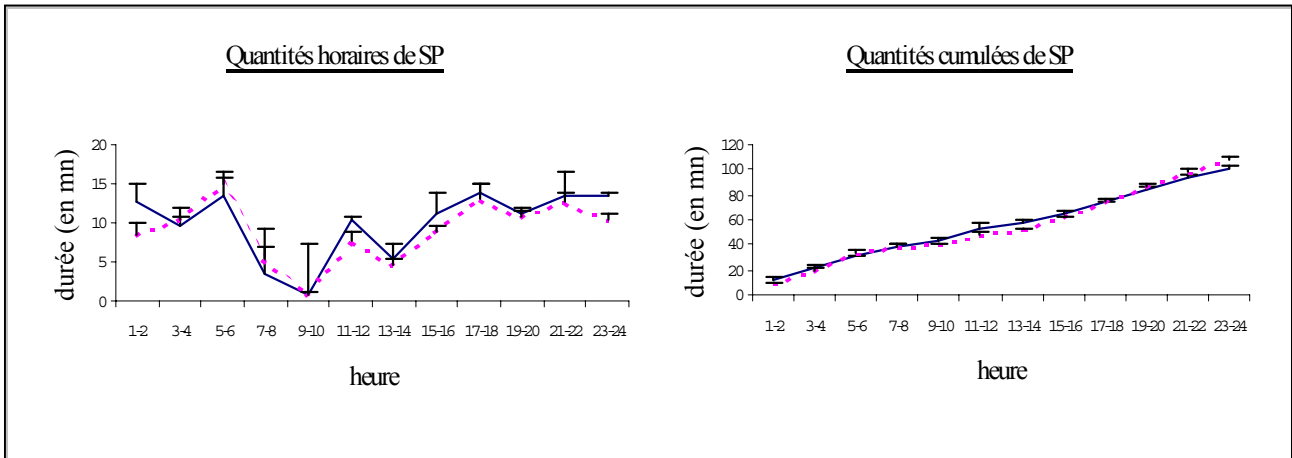 Quantités horaires de SP
durée (en mn)
20
15
10
5
0
1-2 3-4 5-6 7-8 9-10 11-12 13-14 15-16 17-18 19-20 21-22 23-24
heure
Quantités cumulées de SP
durée (en mn)
120
100
80
60
40
20
0
1-2 3-4 5-6 7-8 9-10 11-12 13-14 15-16 17-18 19-20 21-22 23-24
heure